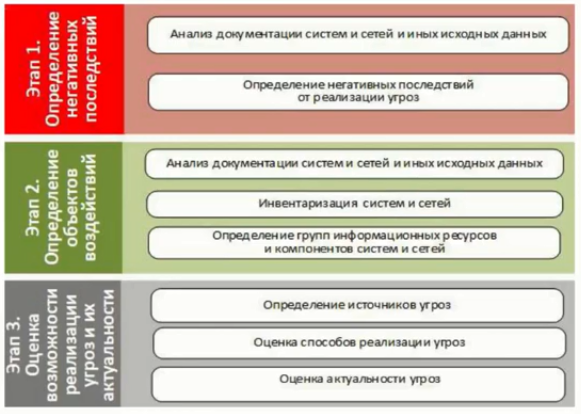 Этап 1.
Определение
негативных
последствий
Анализ документации систем и сетей и иных исходных данных
Определение негативных последствий
от реализации угроз
Этап 2.
Определение
объектов
воздействий
Анализ документации систем и сетей и иных исходных данных
Инвентаризация систем и сетей
Определение групп информационных ресурсов
и компонентов систем и сетей
Этап 3.
Оценка
возможности
реализации
угроз и их
актуальности
Определение источников угроз
Оценка способов реализации угроз
Оценка актуальности угроз